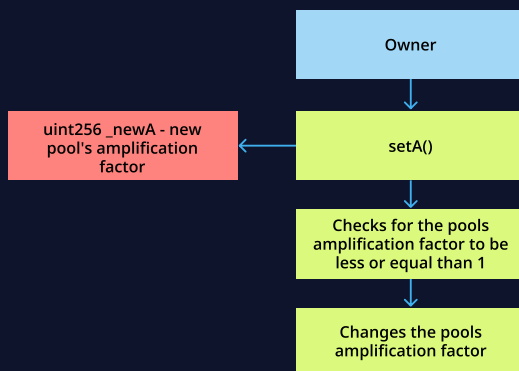 Owner
uint256 _newA - new
pool's amplification
factor
setA()
Checks for the pools
amplification factor to be
less or equal than 1
Changes the pools
amplification factor